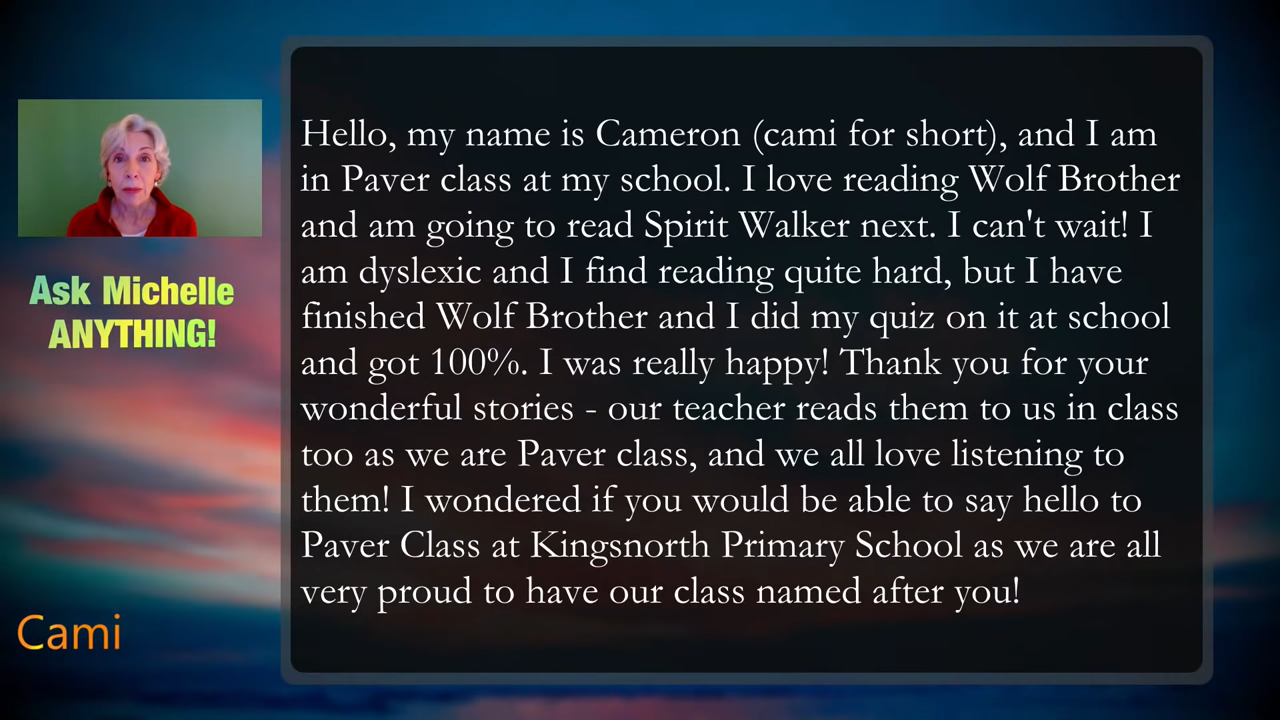 Ask Michelle
ANYTHING!
Cami
Hello, my name is Cameron (cami for short), and I am
in Paver class at my school. I love reading Wolf Brother
and am going to read Spirit Walker next. I can't wait! I
am dyslexic and I find reading quite hard, but I have
finished Wolf Brother and I did my quiz on it at school
and got 100%. I was really happy! Thank you for your
wonderful stories - our teacher reads them to us in class
too as we are Paver class, and we all love listening to
them! I wondered if you would be able to say hello to
Paver Class at Kingsnorth Primary School as we are all
very proud to have our class named after you!